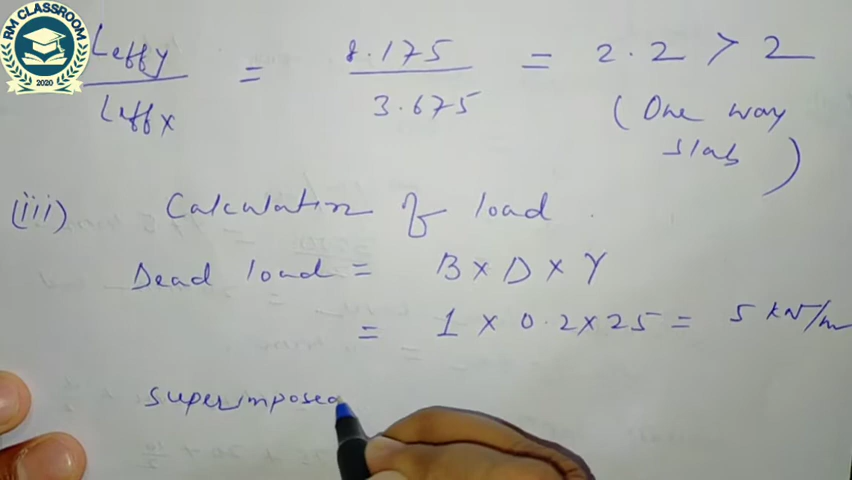 RM CLASSROOM
2020
Leffy / Leffx = 8.175 / 3.675 = 2.2 > 2
(One way slab)
(iii) Calculation of load.
Dead load = B × D × γ
= 1 × 0.2 × 25 = 5 kN/m
superimposed